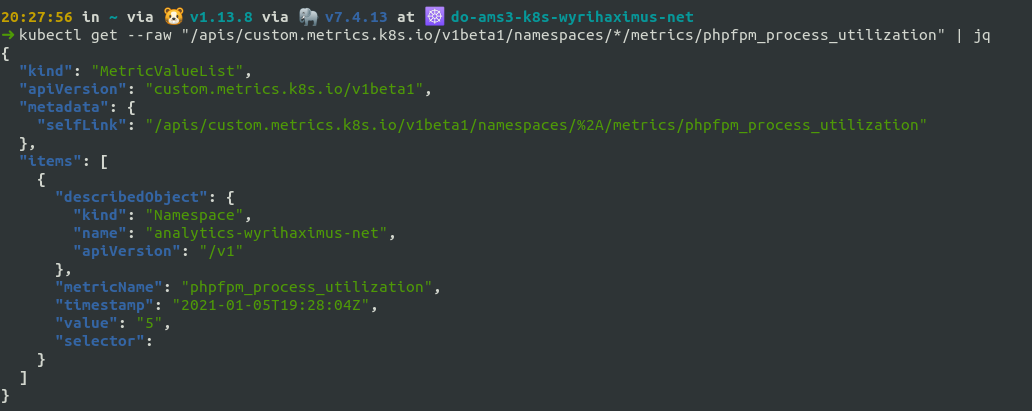 20:27:56 in ~ via 🐹 v1.13.8 via 🐘 v7.4.13 at ☸ do-ams3-k8s-wyrihaximus-net
➜ kubectl get --raw "/apis/custom.metrics.k8s.io/v1beta1/namespaces/*/metrics/phpfpm_process_utilization" | jq
{
  "kind": "MetricValueList",
  "apiVersion": "custom.metrics.k8s.io/v1beta1",
  "metadata": {
    "selfLink": "/apis/custom.metrics.k8s.io/v1beta1/namespaces/%2A/metrics/phpfpm_process_utilization"
  },
  "items": [
    {
      "describedObject": {
        "kind": "Namespace",
        "name": "analytics-wyrihaximus-net",
        "apiVersion": "/v1"
      },
      "metricName": "phpfpm_process_utilization",
      "timestamp": "2021-01-05T19:28:04Z",
      "value": "5",
      "selector":
    }
  ]
}